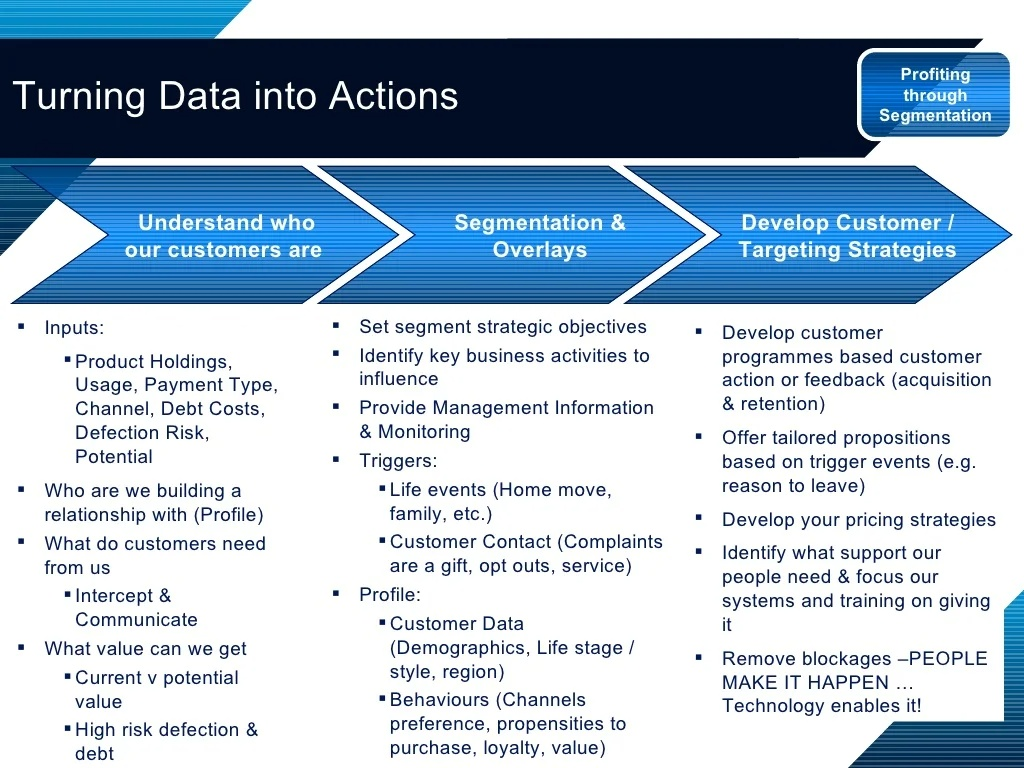 Turning Data into Actions
Profiting
through
Segmentation
Understand who
our customers are
Segmentation &
Overlays
Develop Customer /
Targeting Strategies
▪ Inputs:
▪ Product Holdings,
Usage, Payment Type,
Channel, Debt Costs,
Defection Risk,
Potential
▪ Who are we building a
relationship with (Profile)
▪ What do customers need
from us
▪ Intercept &
Communicate
▪ What value can we get
▪ Current v potential
value
▪ High risk defection &
debt
▪ Set segment strategic objectives
▪ Identify key business activities to
influence
▪ Provide Management Information
& Monitoring
▪ Triggers:
▪ Life events (Home move,
family, etc.)
▪ Customer Contact (Complaints
are a gift, opt outs, service)
▪ Profile:
▪ Customer Data
(Demographics, Life stage /
style, region)
▪ Behaviours (Channels
preference, propensities to
purchase, loyalty, value)
▪ Develop customer
programmes based customer
action or feedback (acquisition
& retention)
▪ Offer tailored propositions
based on trigger events (e.g.
reason to leave)
▪ Develop your pricing strategies
▪ Identify what support our
people need & focus our
systems and training on giving
it
▪ Remove blockages –PEOPLE
MAKE IT HAPPEN …
Technology enables it!